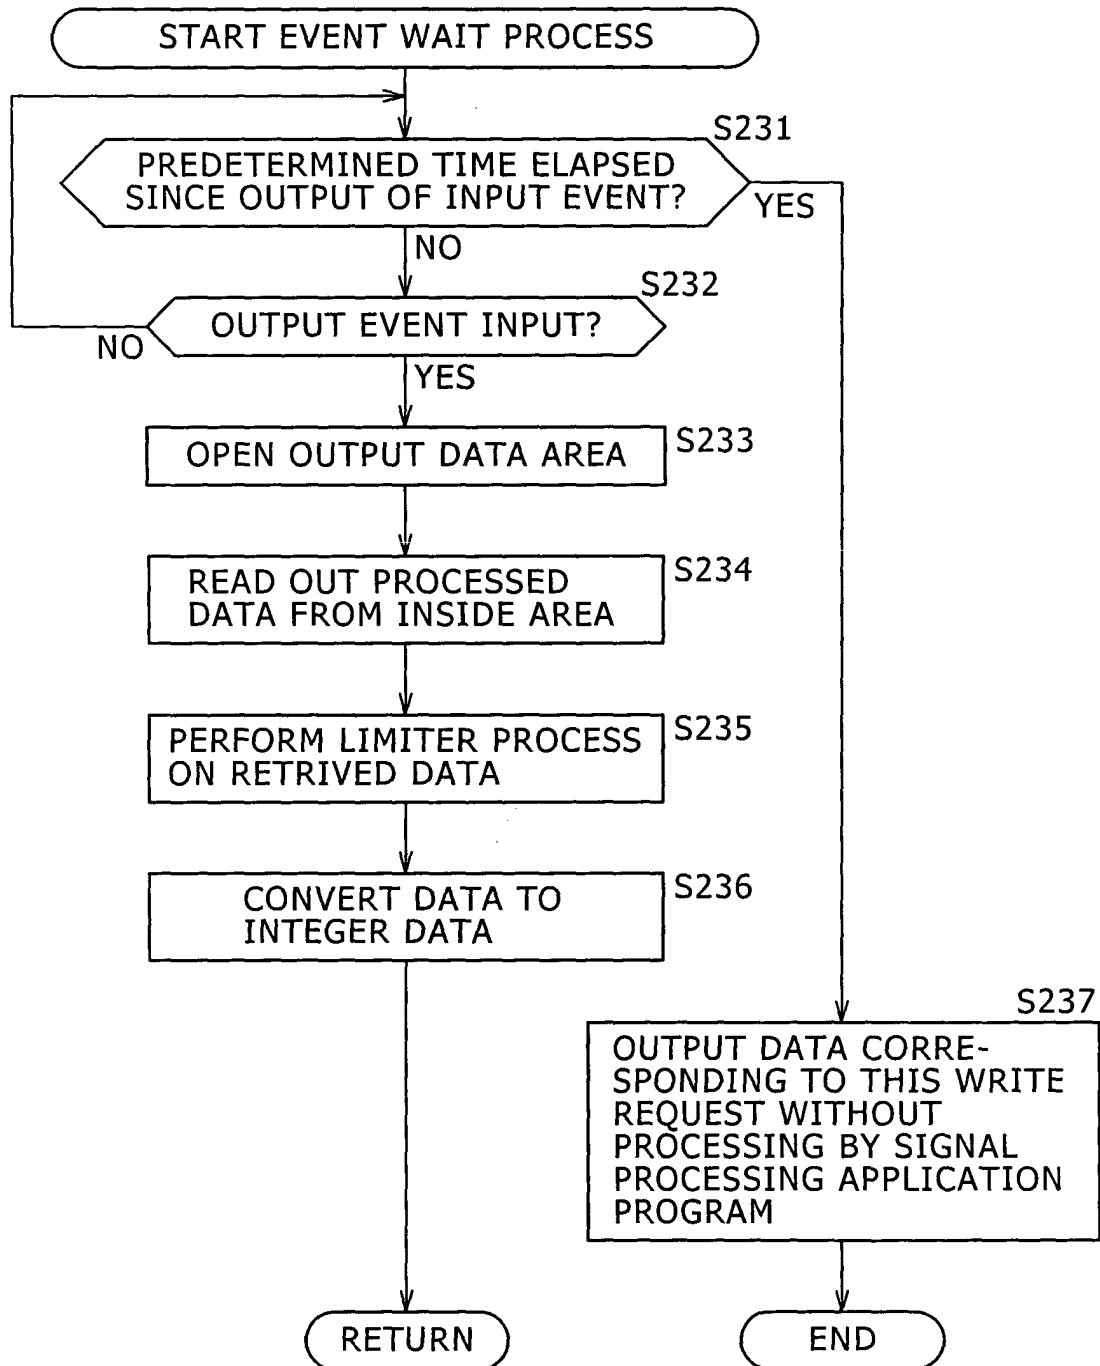 START EVENT WAIT PROCESS
S231
PREDETERMINED TIME ELAPSED
SINCE OUTPUT OF INPUT EVENT?
YES
NO
S232
OUTPUT EVENT INPUT?
NO
YES
OPEN OUTPUT DATA AREA
S233
S234
READ OUT PROCESSED
DATA FROM INSIDE AREA
S235
PERFORM LIMITER PROCESS
ON RETRIVED DATA
S236
CONVERT DATA TO
INTEGER DATA
S237
OUTPUT DATA CORRE-
SPONDING TO THIS WRITE
REQUEST WITHOUT
PROCESSING BY SIGNAL
PROCESSING APPLICATION
PROGRAM
RETURN
END